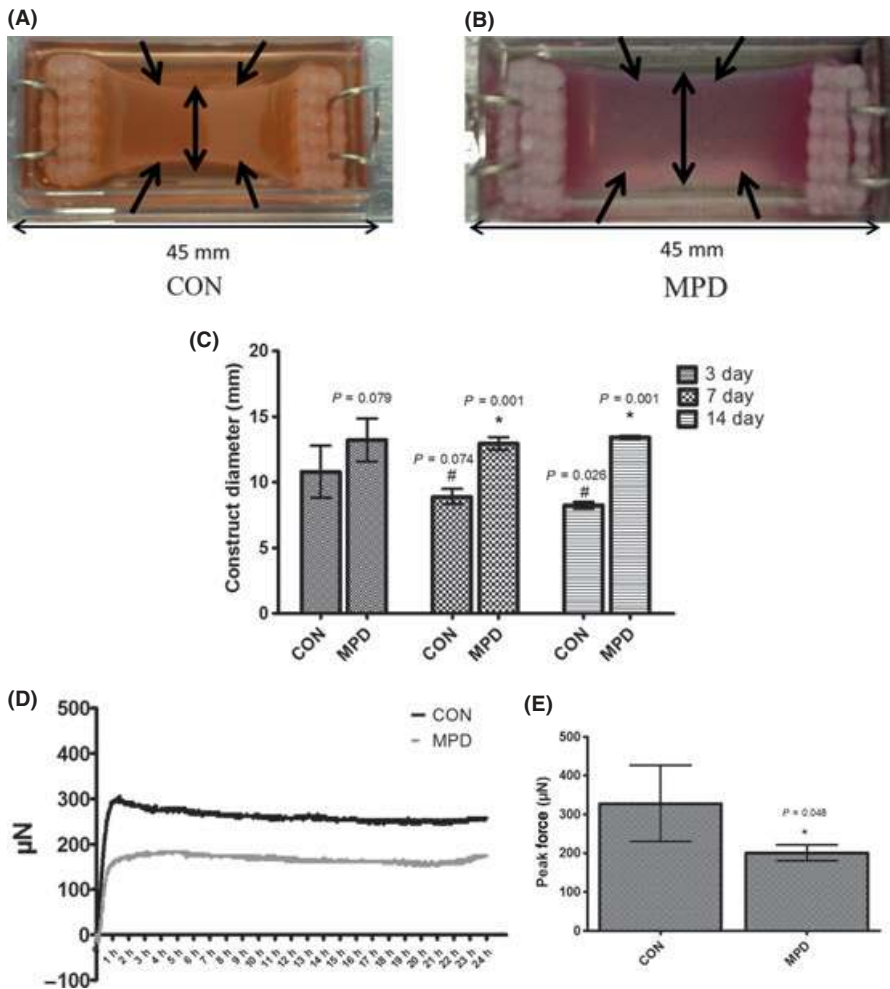 (A)
(B)
45 mm
45 mm
CON
MPD
(C)
Construct diameter (mm)
20
15
10
5
0
P = 0.079
P = 0.074
#
P = 0.001
*
P = 0.026
#
P = 0.001
*
3 day
7 day
14 day
CON
MPD
CON
MPD
CON
MPD
(D)
µN
500
400
300
200
100
0
−100
CON
MPD
1 h
2 h
3 h
4 h
5 h
6 h
7 h
8 h
9 h
10 h
11 h
12 h
13 h
14 h
15 h
16 h
17 h
18 h
19 h
20 h
21 h
22 h
23 h
24 h
(E)
Peak force (µN)
500
400
300
200
100
0
P = 0.048
*
CON
MPD